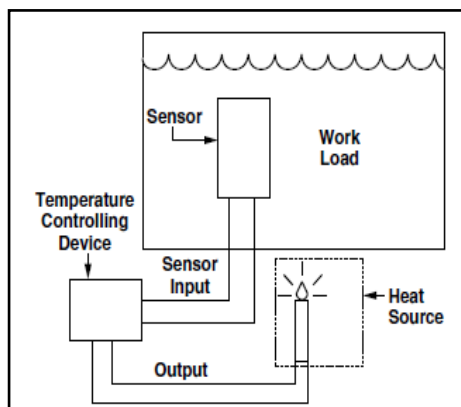 Sensor
Work
Load
Temperature
Controlling
Device
Sensor
Input
Heat
Source
Output